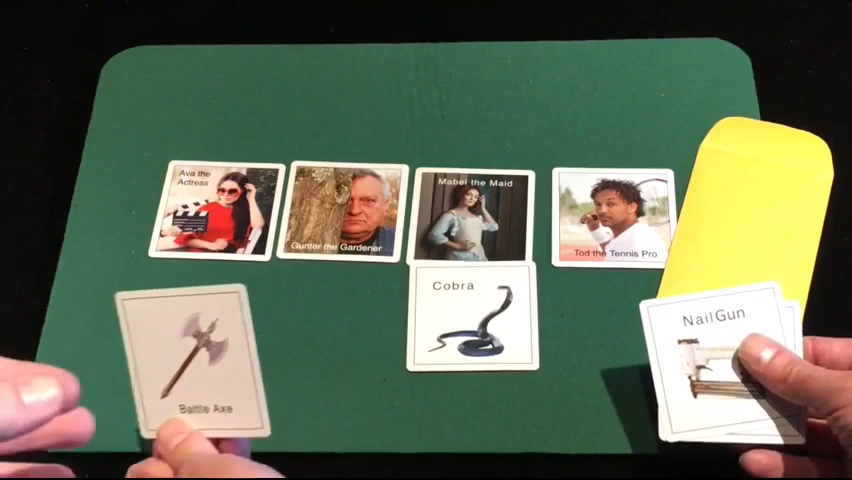 Ava the
Actress
Gunter the Gardener
Mabel the Maid
Tod the Tennis Pro
Cobra
Battle Axe
NailGun